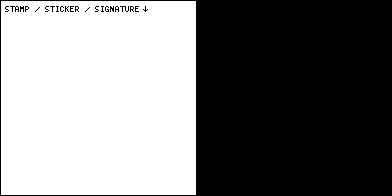 STAMP / STICKER / SIGNATURE ↓